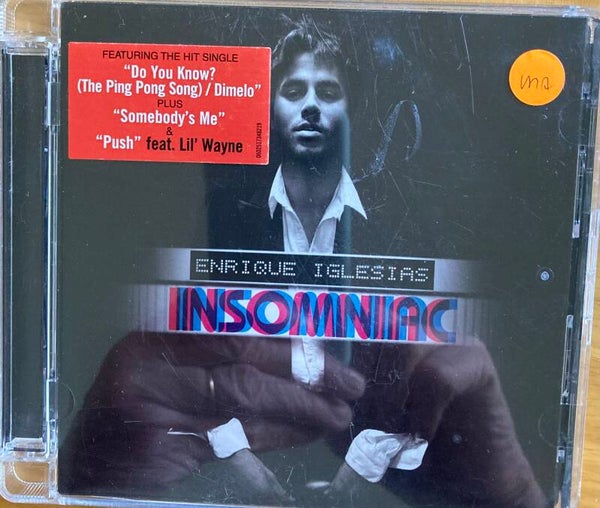 FEATURING THE HIT SINGLE
“Do You Know?
(The Ping Pong Song) / Dimelo”
PLUS
“Somebody's Me”
&
“Push” feat. Lil' Wayne
ENRIQUE IGLESIAS
INSOMNIAC